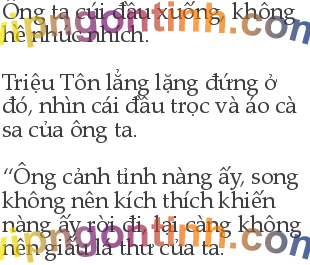 Ông ta cúi đầu xuống, không
hề nhúc nhích.
Triệu Tôn lẳng lặng đứng ở
đó, nhìn cái đầu trọc và áo cà
sa của ông ta.
“Ông cảnh tỉnh nàng ấy, song
không nên kích thích khiến
nàng ấy rời đi, lại càng không
nên giấu lá thư của ta.